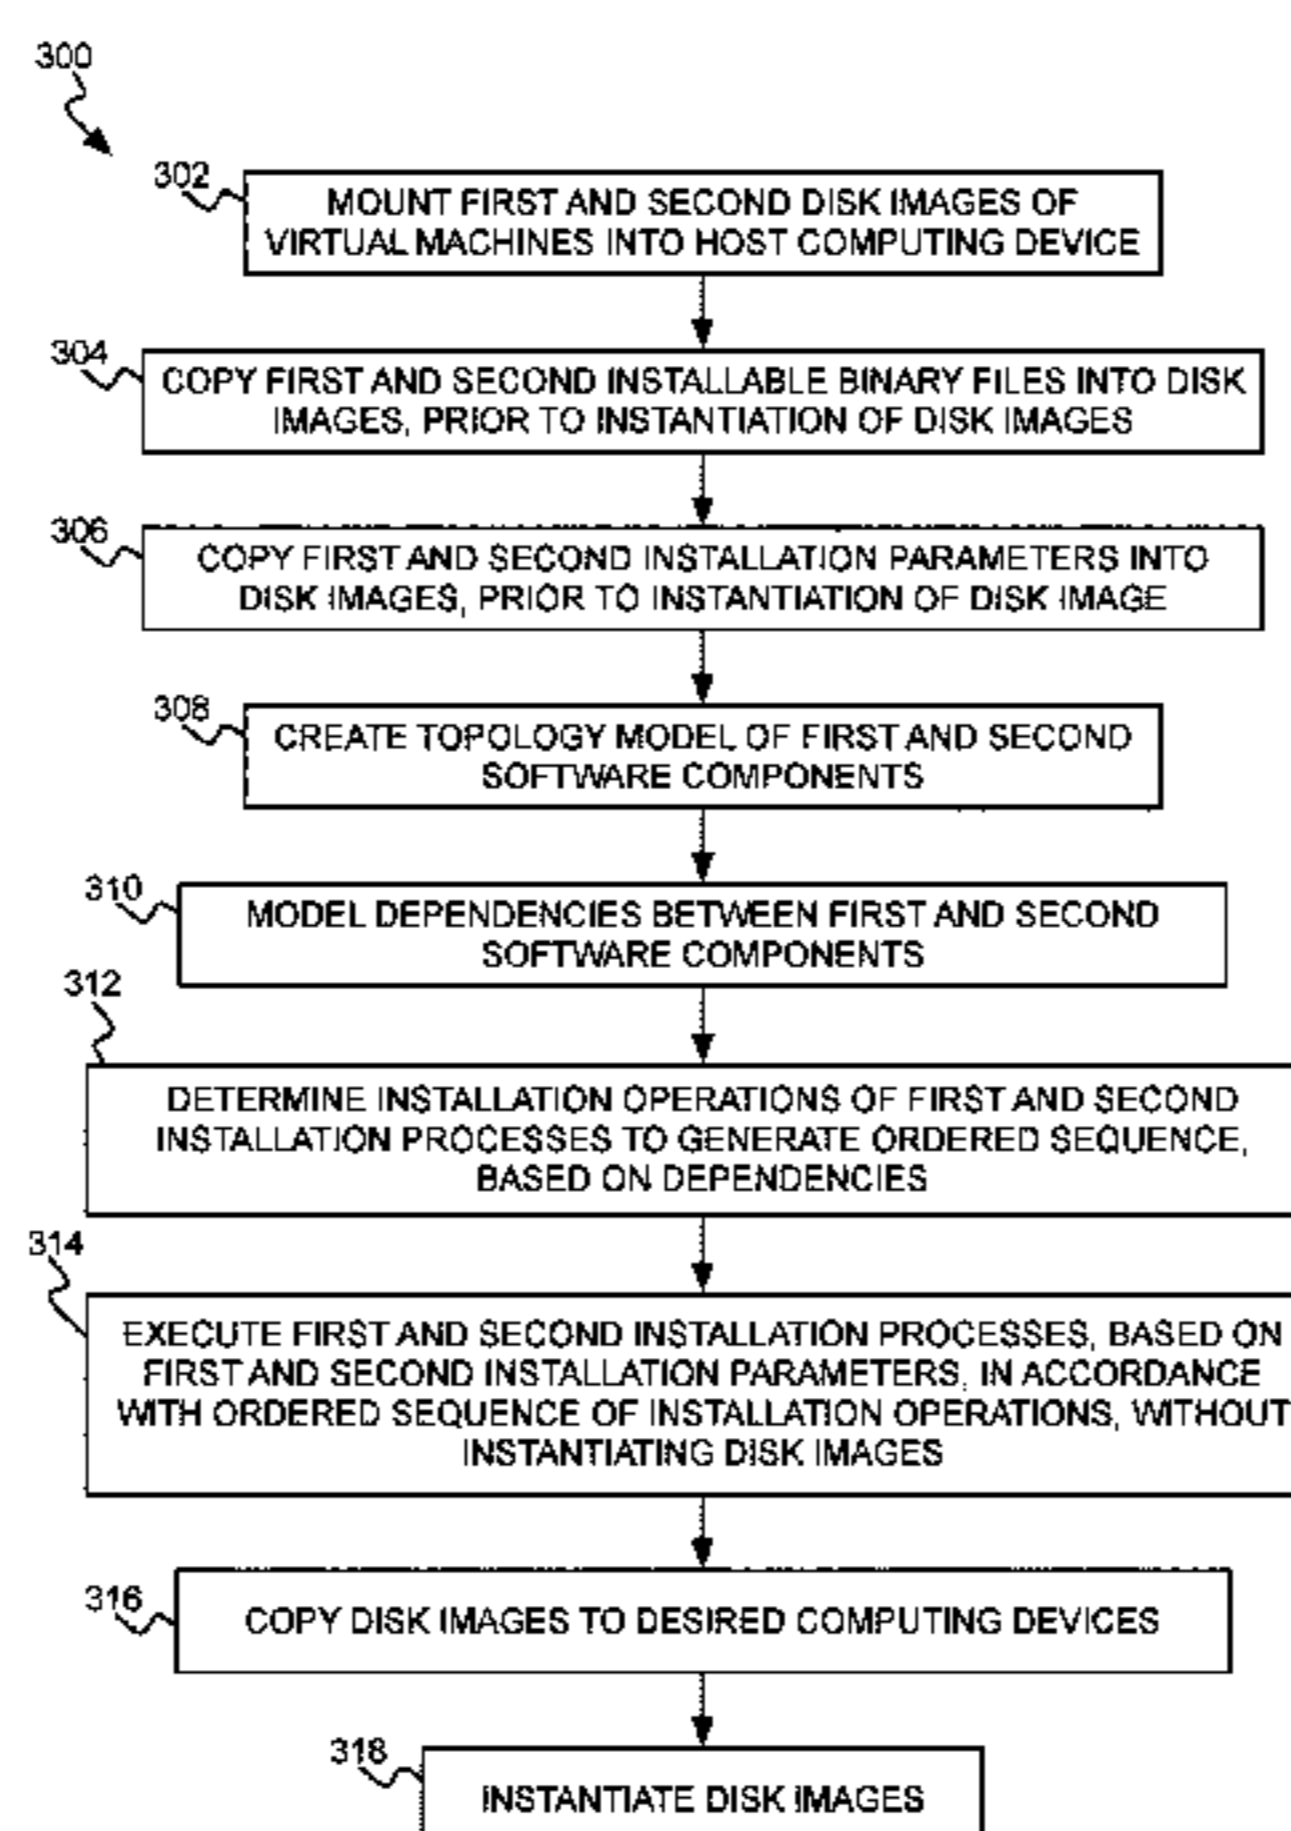 300
302
MOUNT FIRST AND SECOND DISK IMAGES OF
VIRTUAL MACHINES INTO HOST COMPUTING DEVICE
304
COPY FIRST AND SECOND INSTALLABLE BINARY FILES INTO DISK
IMAGES, PRIOR TO INSTANTIATION OF DISK IMAGES
306
COPY FIRST AND SECOND INSTALLATION PARAMETERS INTO
DISK IMAGES, PRIOR TO INSTANTIATION OF DISK IMAGE
308
CREATE TOPOLOGY MODEL OF FIRST AND SECOND
SOFTWARE COMPONENTS
310
MODEL DEPENDENCIES BETWEEN FIRST AND SECOND
SOFTWARE COMPONENTS
312
DETERMINE INSTALLATION OPERATIONS OF FIRST AND SECOND
INSTALLATION PROCESSES TO GENERATE ORDERED SEQUENCE,
BASED ON DEPENDENCIES
314
EXECUTE FIRST AND SECOND INSTALLATION PROCESSES, BASED ON
FIRST AND SECOND INSTALLATION PARAMETERS, IN ACCORDANCE
WITH ORDERED SEQUENCE OF INSTALLATION OPERATIONS, WITHOUT
INSTANTIATING DISK IMAGES
316
COPY DISK IMAGES TO DESIRED COMPUTING DEVICES
318
INSTANTIATE DISK IMAGES